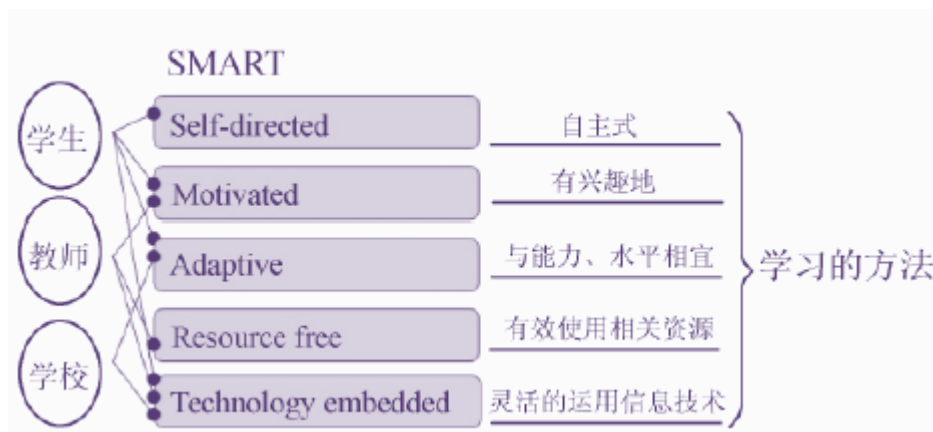 SMART
学生
教师
学校
Self-directed
Motivated
Adaptive
Resource free
Technology embedded
自主式
有兴趣地
与能力、水平相宜
有效使用相关资源
灵活的运用信息技术
学习的方法